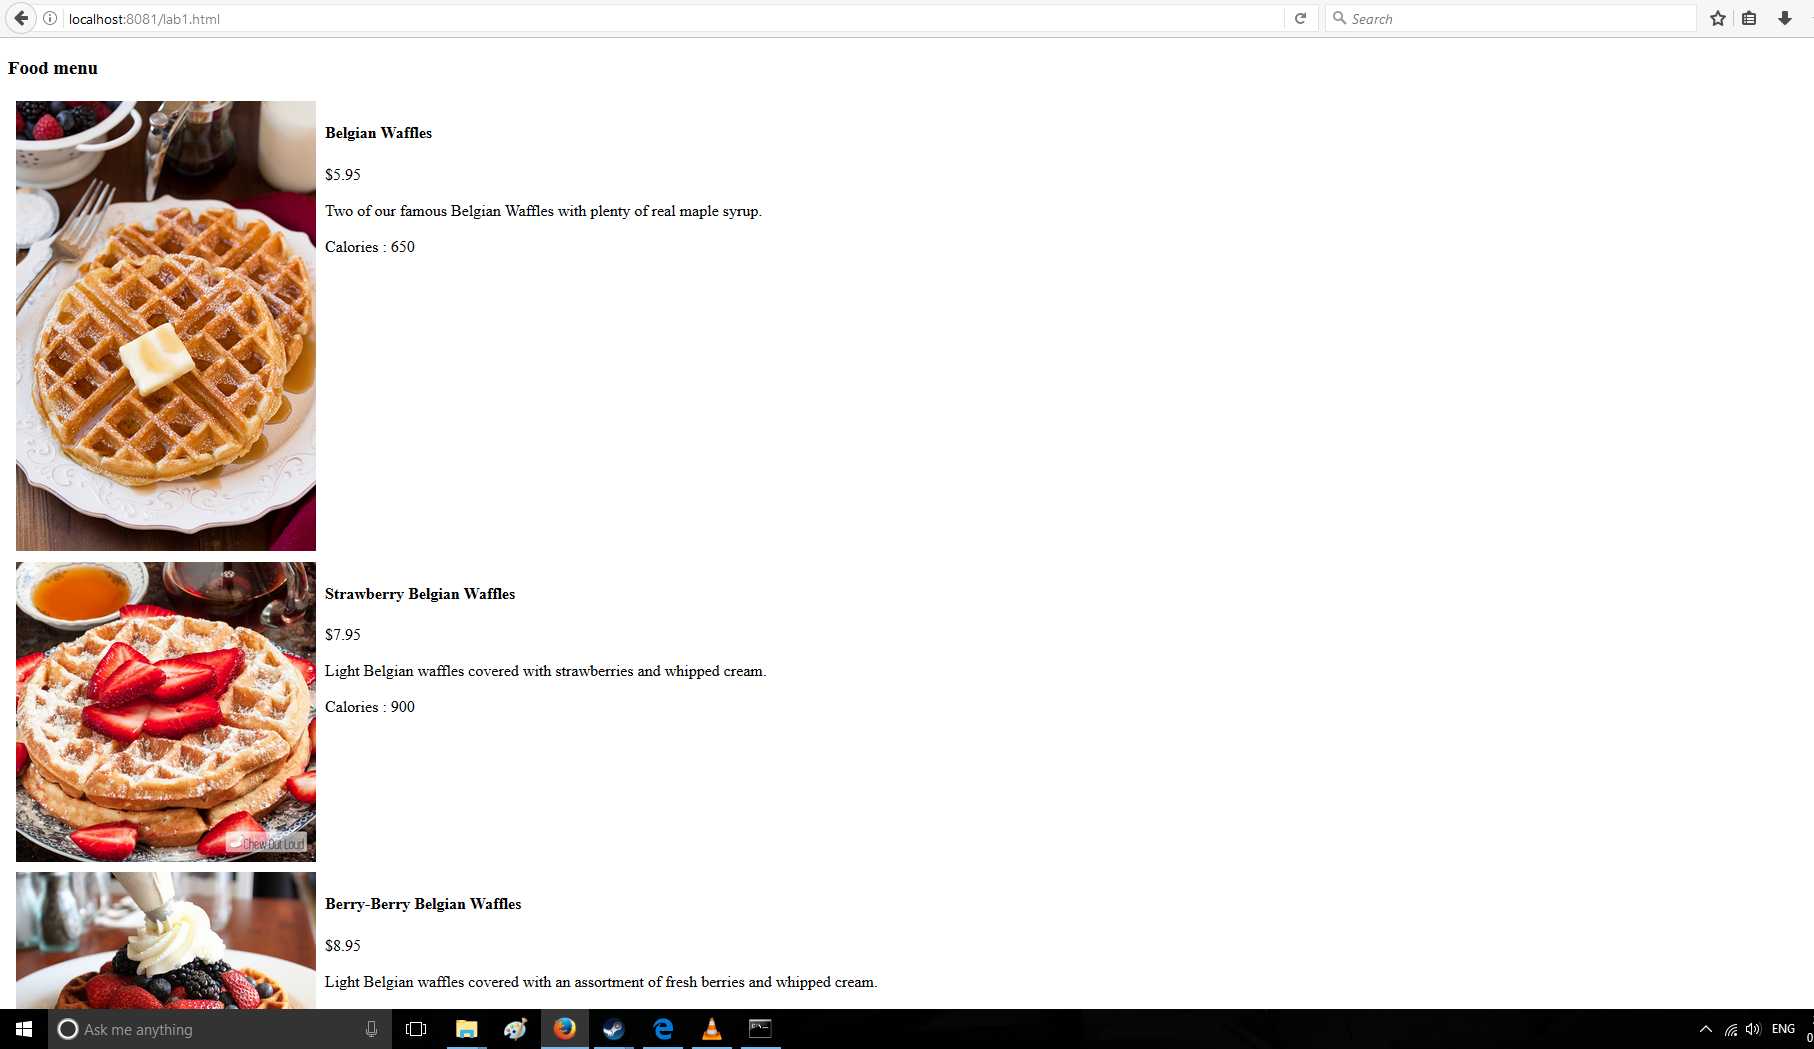 localhost:8081/lab1.html
Search
Food menu
Belgian Waffles
$5.95
Two of our famous Belgian Waffles with plenty of real maple syrup.
Calories : 650
Strawberry Belgian Waffles
$7.95
Light Belgian waffles covered with strawberries and whipped cream.
Calories : 900
Chew Out Loud
Berry-Berry Belgian Waffles
$8.95
Light Belgian waffles covered with an assortment of fresh berries and whipped cream.
Ask me anything
ENG